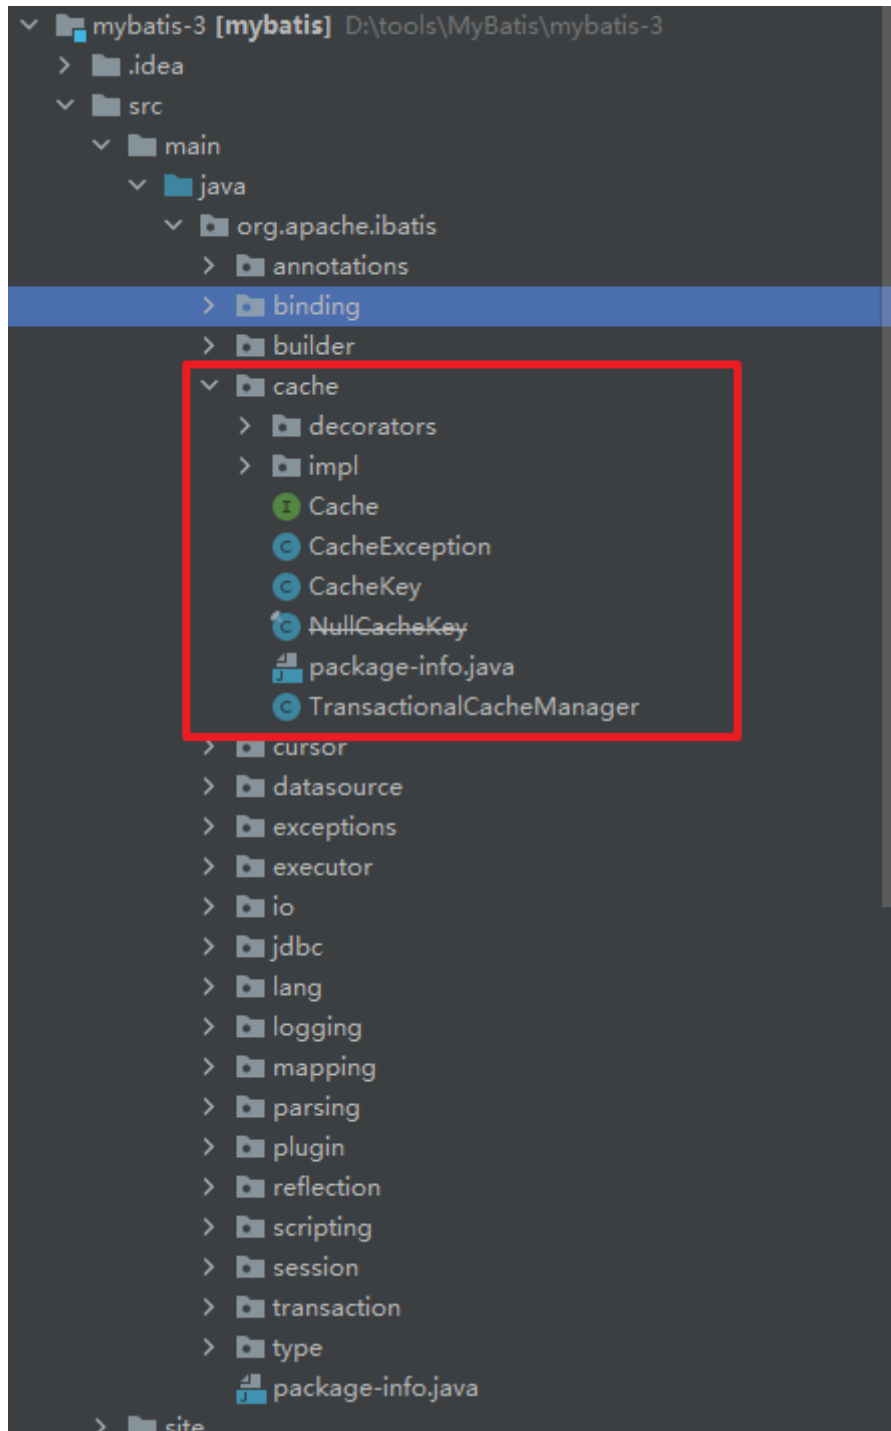 mybatis-3 [mybatis] D:\tools\MyBatis\mybatis-3
.idea
src
main
java
org.apache.ibatis
annotations
binding
builder
cache
decorators
impl
Cache
CacheException
CacheKey
NullCacheKey
package-info.java
TransactionalCacheManager
cursor
datasource
exceptions
executor
io
jdbc
lang
logging
mapping
parsing
plugin
reflection
scripting
session
transaction
type
package-info.java
site